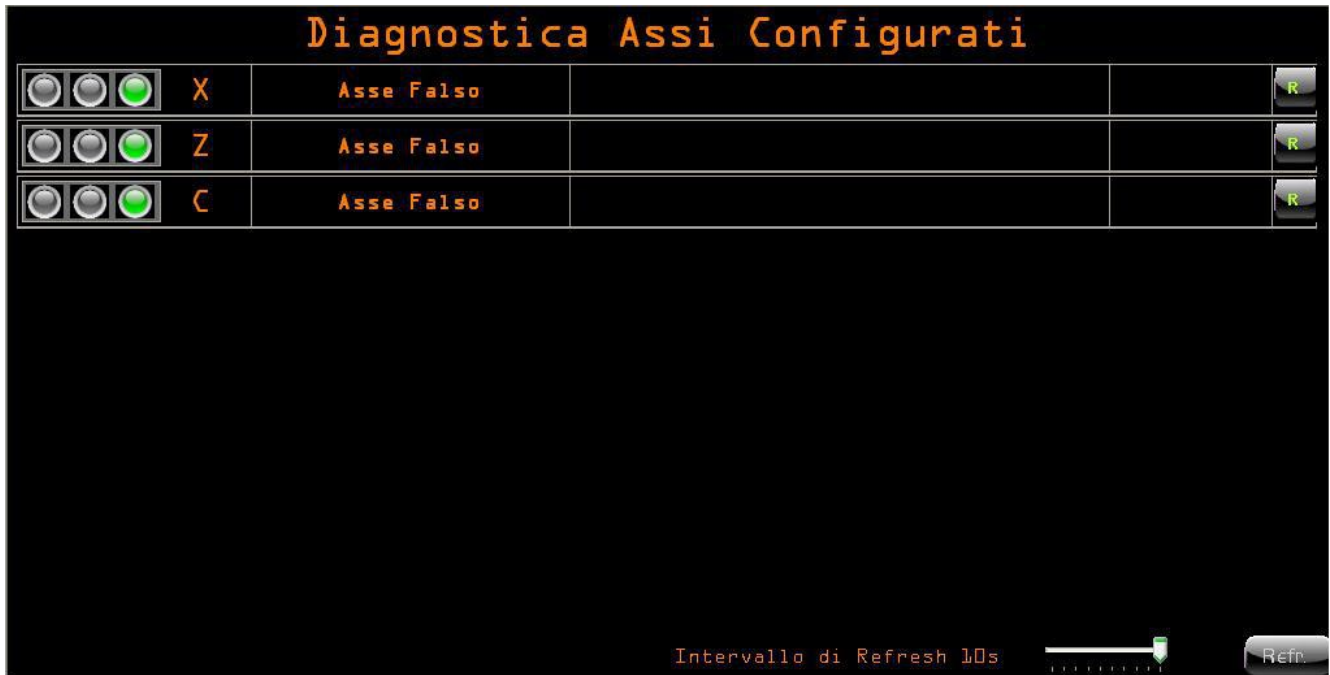 Diagnostica Assi Configurati
X Asse Falso R
Z Asse Falso R
C Asse Falso R
Intervallo di Refresh 10s Refr.